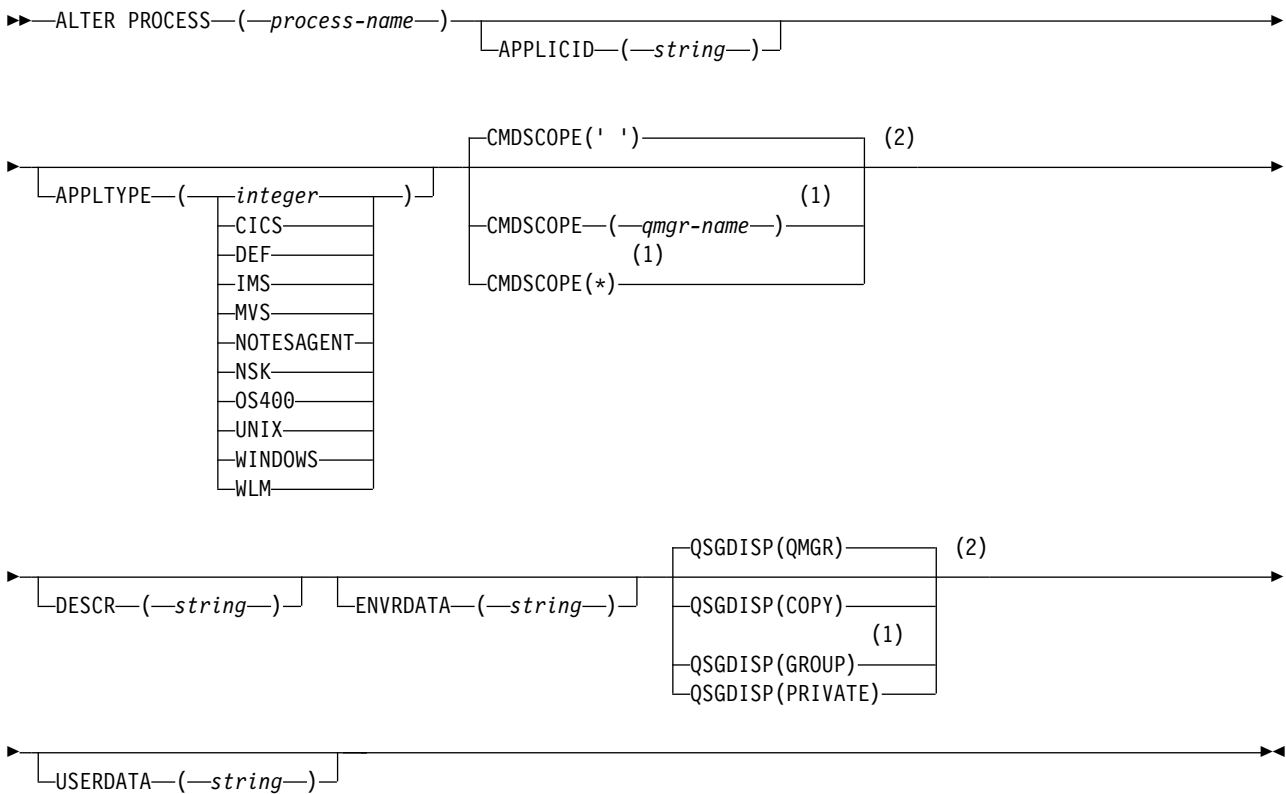 ALTER PROCESS ( process-name )
APPLICID ( string )
CMDSCOPE(' ') (2)
APPLTYPE ( integer )
CICS
DEF
IMS
MVS
NOTESAGENT
NSK
OS400
UNIX
WINDOWS
WLM
(1)
CMDSCOPE ( qmgr-name )
(1)
CMDSCOPE(*)
QSGDISP(QMGR) (2)
DESCR ( string )
ENVRDATA ( string )
QSGDISP(COPY)
(1)
QSGDISP(GROUP)
QSGDISP(PRIVATE)
USERDATA ( string )